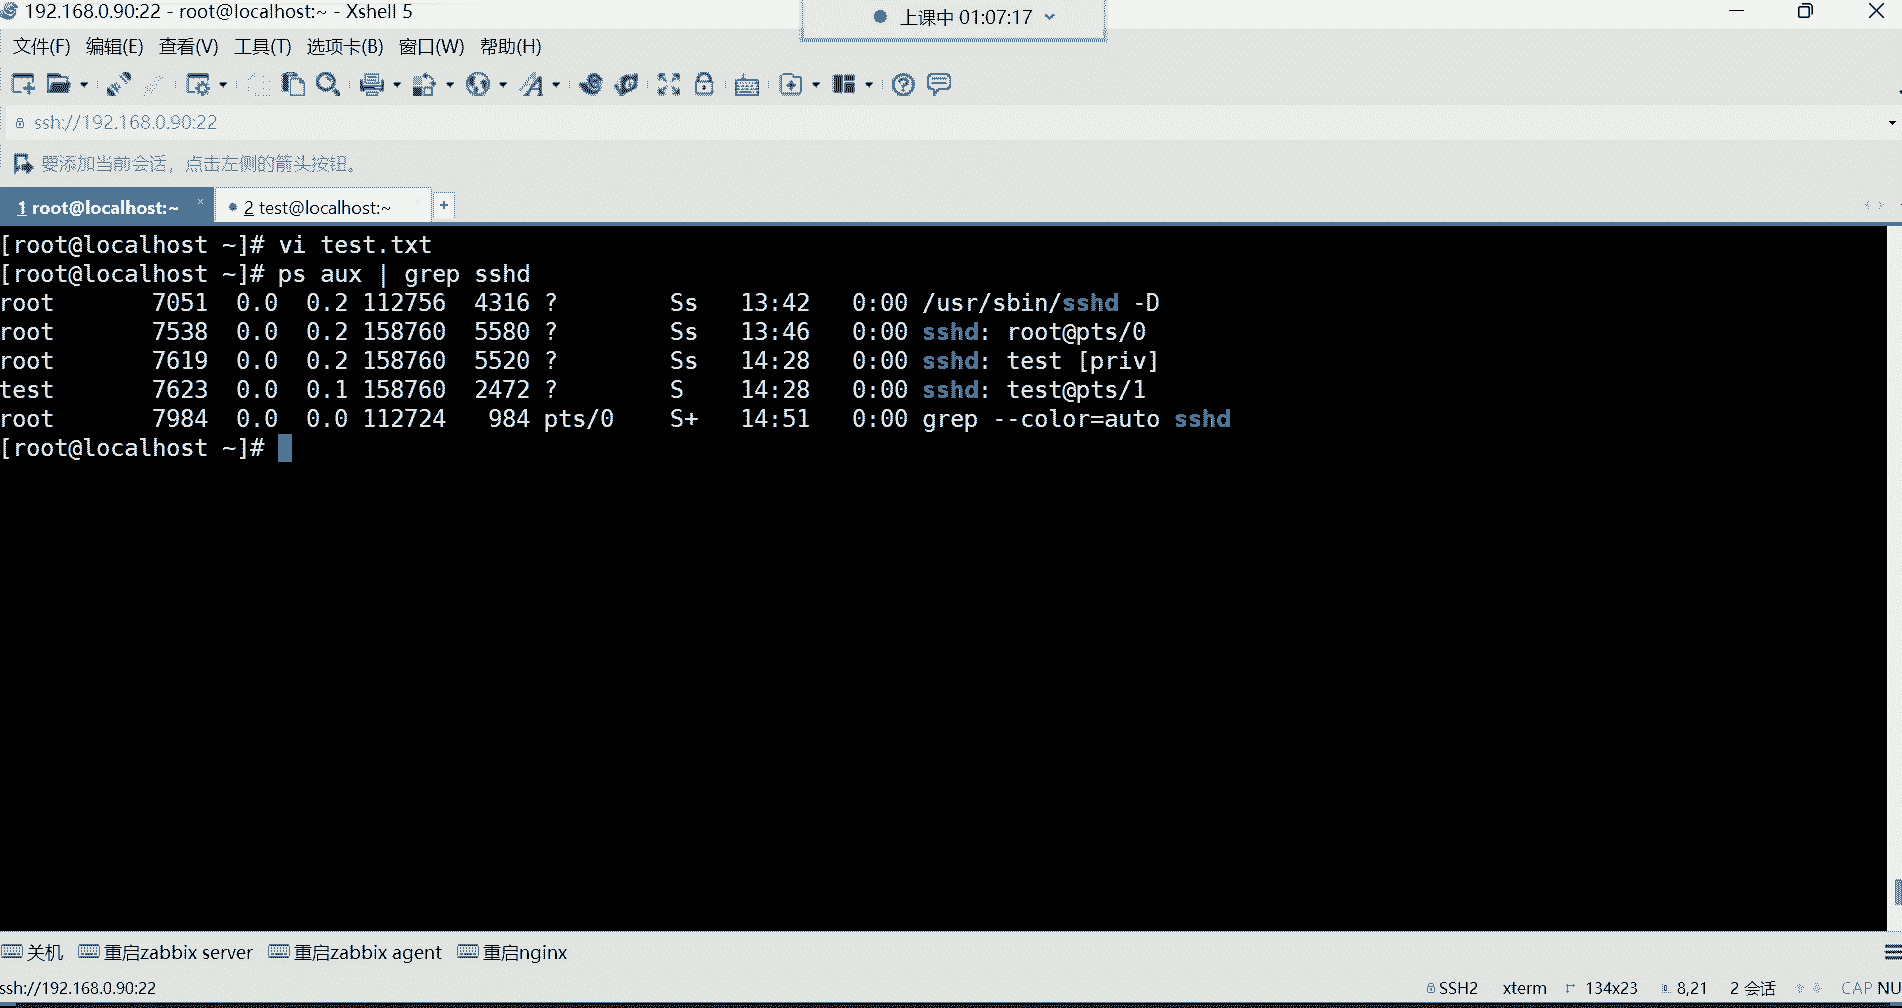 192.168.0.90:22 - root@localhost:~ - Xshell 5
上课中 01:07:17
文件(F) 编辑(E) 查看(V) 工具(T) 选项卡(B) 窗口(W) 帮助(H)
ssh://192.168.0.90:22
要添加当前会话，点击左侧的箭头按钮。
1 root@localhost:~ 2 test@localhost:~
[root@localhost ~]# vi test.txt
[root@localhost ~]# ps aux | grep sshd
root 7051 0.0 0.2 112756 4316 ? Ss 13:42 0:00 /usr/sbin/sshd -D
root 7538 0.0 0.2 158760 5580 ? Ss 13:46 0:00 sshd: root@pts/0
root 7619 0.0 0.2 158760 5520 ? Ss 14:28 0:00 sshd: test [priv]
test 7623 0.0 0.1 158760 2472 ? S 14:28 0:00 sshd: test@pts/1
root 7984 0.0 0.0 112724 984 pts/0 S+ 14:51 0:00 grep --color=auto sshd
[root@localhost ~]#
关机 重启zabbix server 重启zabbix agent 重启nginx
ssh://192.168.0.90:22 SSH2 xterm 134x23 8,21 2 会话 CAP NU